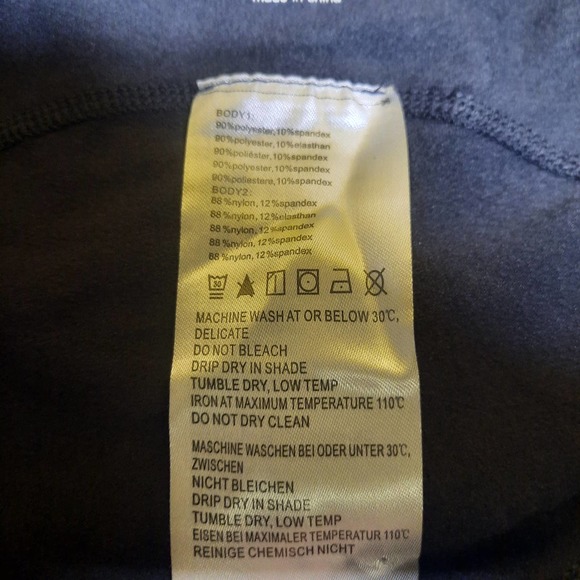 MADE IN CHINA
BODY1:
90%polyester,10%spandex
90%polyester,10%elasthan
90%poliéster,10%spandex
90%polyester,10%spandex
90%poliestere,10%spandex
BODY2:
88%nylon,12%spandex
88%nylon,12%elasthan
88%nylon,12%spandex
88%nylon,12%spandex
88%nylon,12%spandex
30
MACHINE WASH AT OR BELOW 30℃,
DELICATE
DO NOT BLEACH
DRIP DRY IN SHADE
TUMBLE DRY, LOW TEMP
IRON AT MAXIMUM TEMPERATURE 110℃
DO NOT DRY CLEAN
MASCHINE WASCHEN BEI ODER UNTER 30℃,
ZWISCHEN
NICHT BLEICHEN
DRIP DRY IN SHADE
TUMBLE DRY, LOW TEMP
EISEN BEI MAXIMALER TEMPERATUR 110℃
REINIGE CHEMISCH NICHT